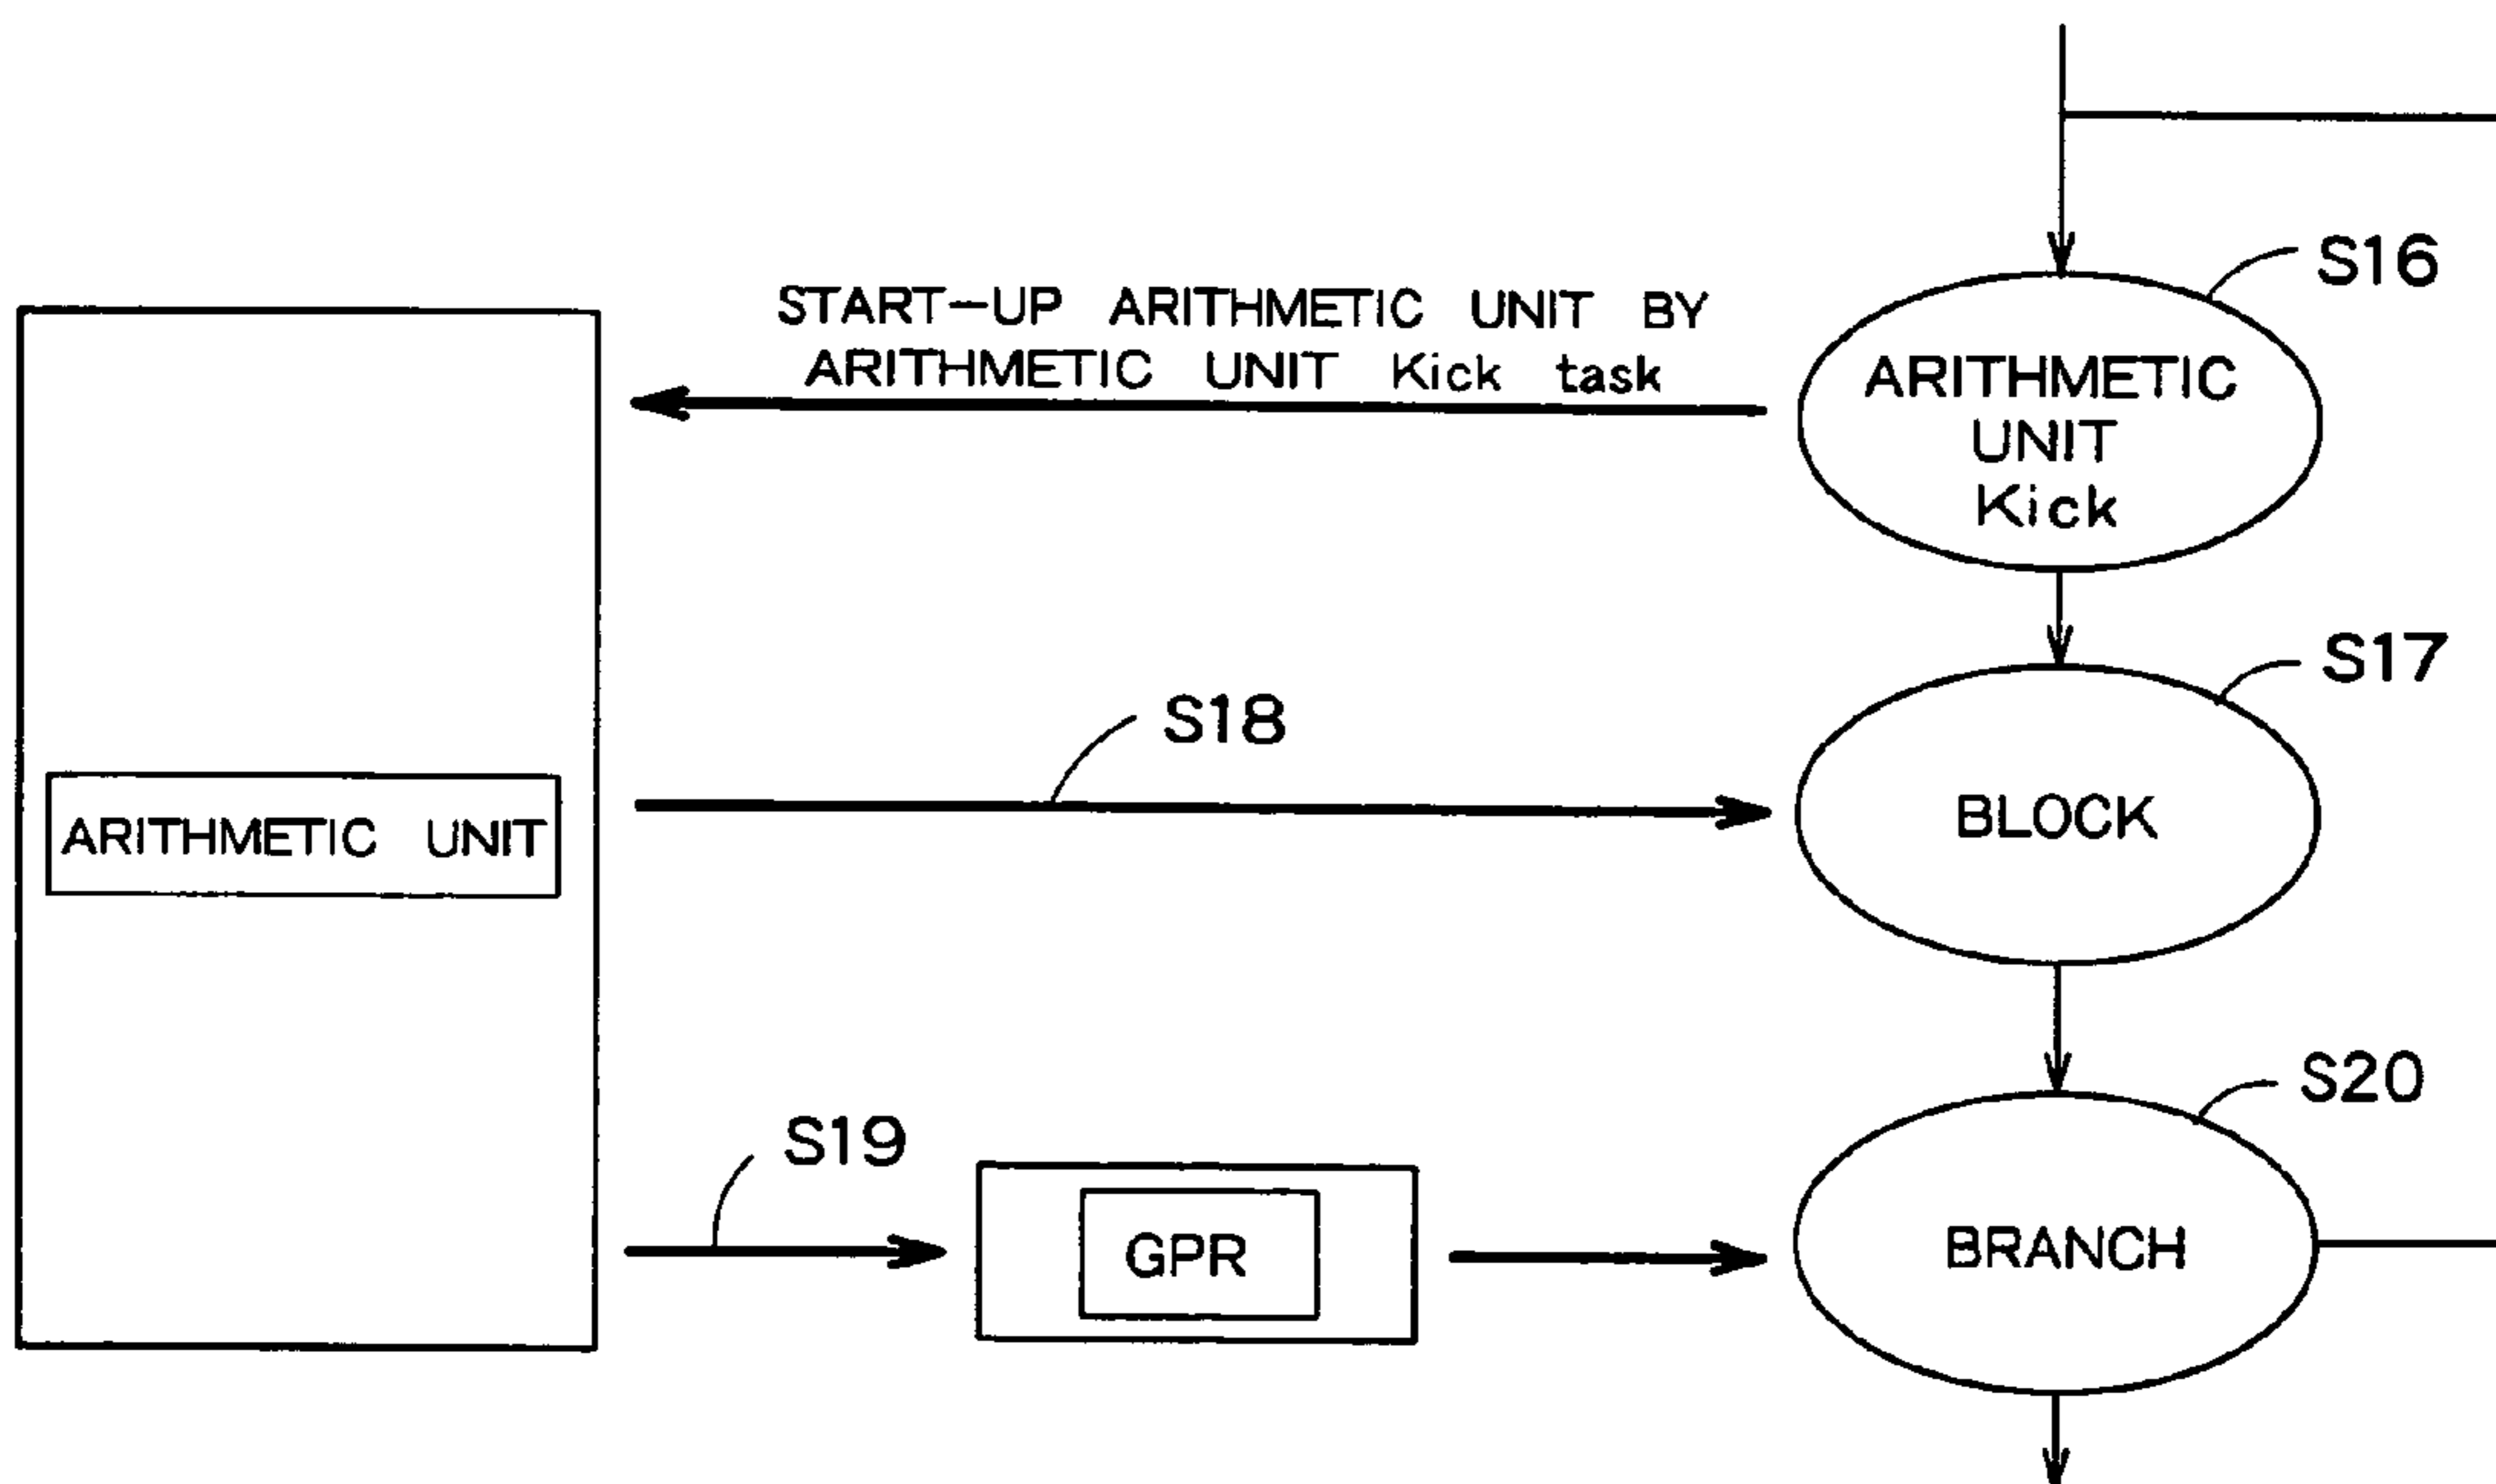 S16
START-UP ARITHMETIC UNIT BY
ARITHMETIC UNIT Kick task
ARITHMETIC
UNIT
Kick
S17
S18
ARITHMETIC UNIT
BLOCK
S20
S19
GPR
BRANCH